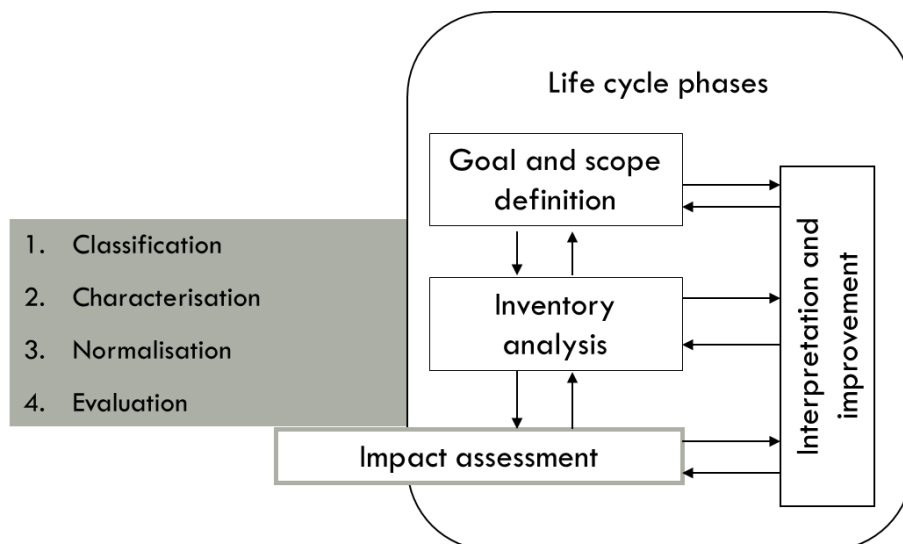 Life cycle phases
Goal and scope
definition
1. Classification
2. Characterisation
3. Normalisation
4. Evaluation
Inventory
analysis
Impact assessment
Interpretation and
improvement